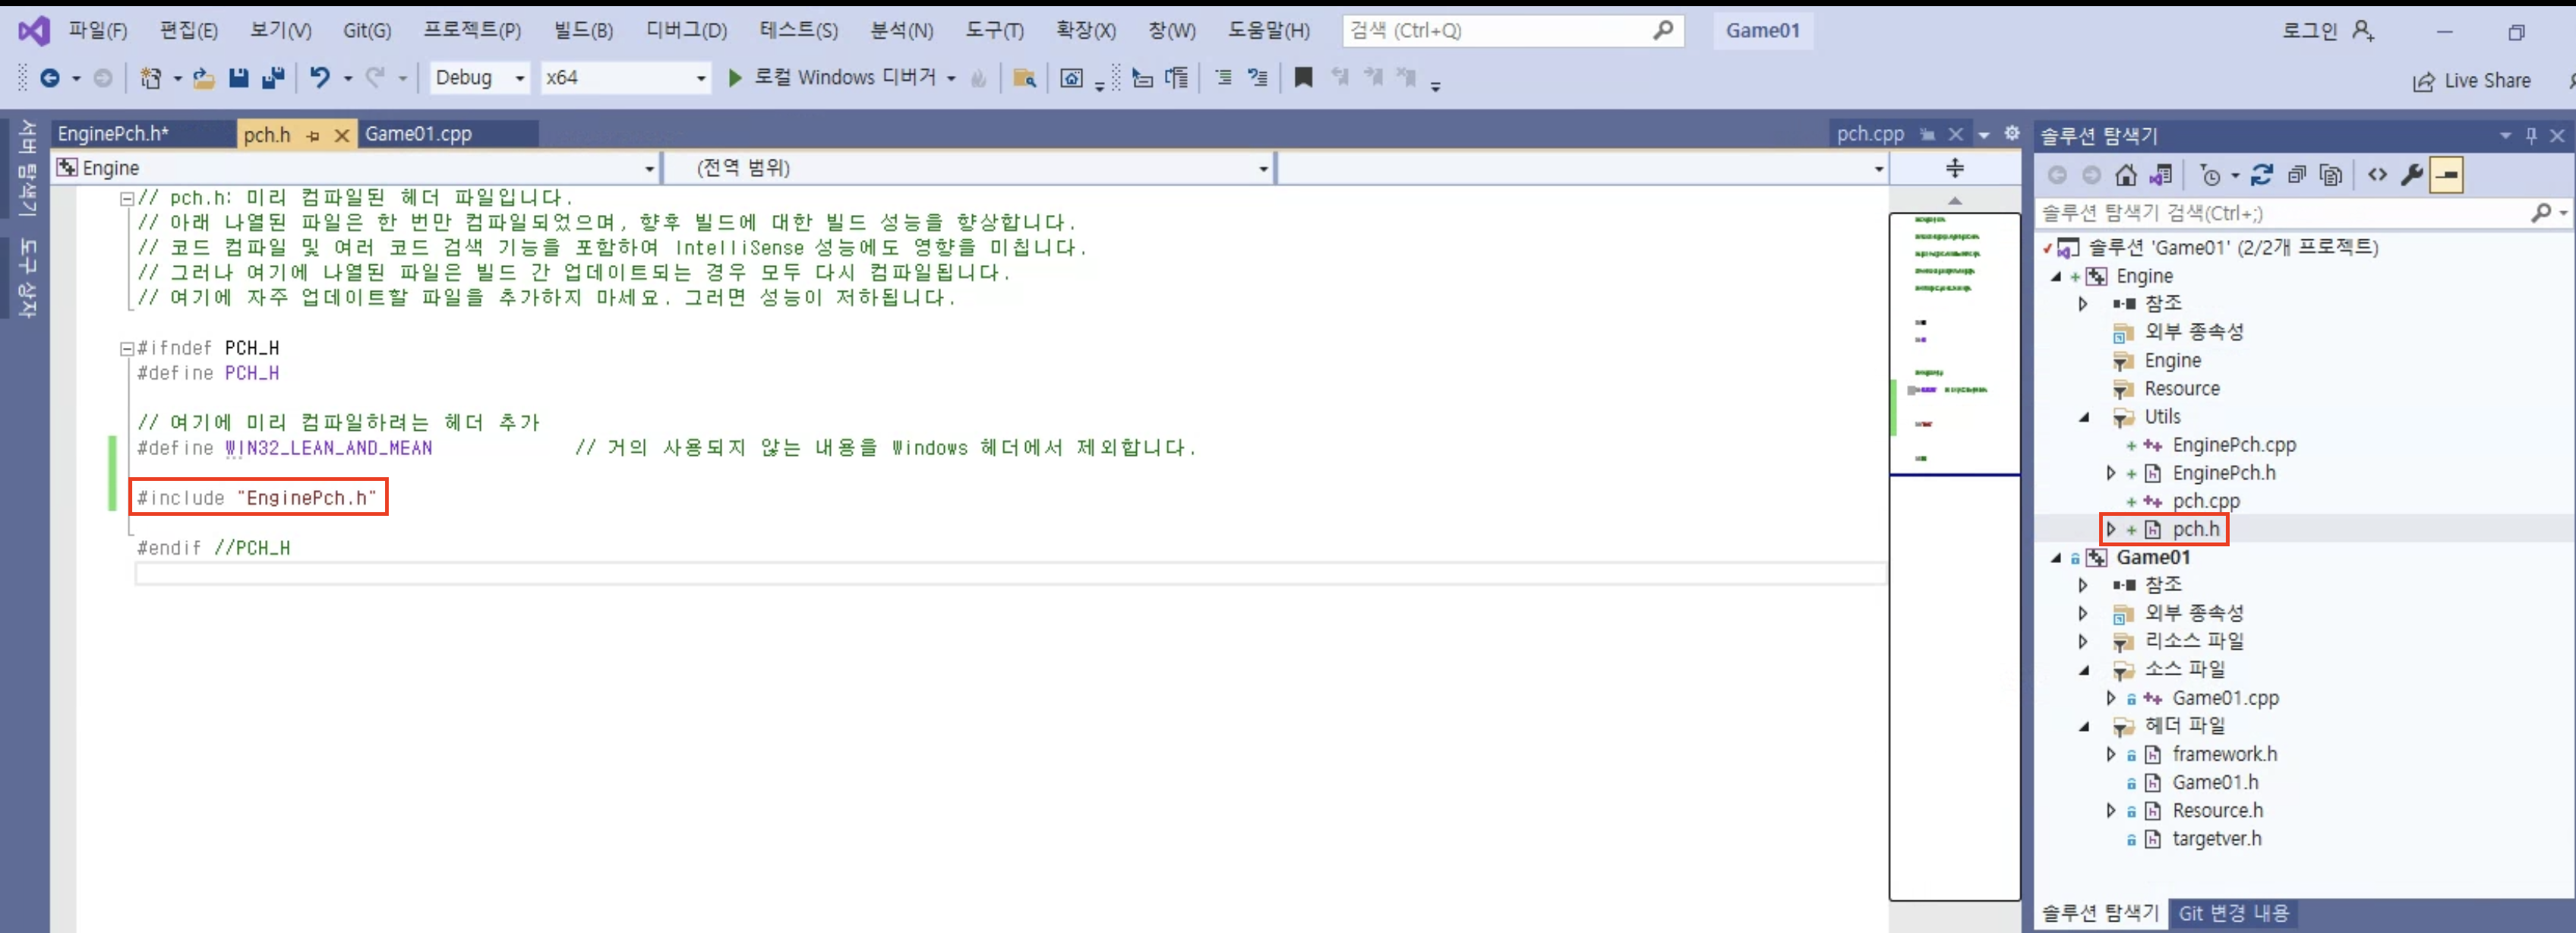 파일(F) 편집(E) 보기(V) Git(G) 프로젝트(P) 빌드(B) 디버그(D) 테스트(S) 분석(N) 도구(T) 확장(X) 창(W) 도움말(H) 검색 (Ctrl+Q) Game01 로그인
Debug x64 로컬 Windows 디버거 Live Share
서버 탐색기
도구 상자
EnginePch.h* pch.h Game01.cpp pch.cpp
Engine (전역 범위)
// pch.h: 미리 컴파일된 헤더 파일입니다.
// 아래 나열된 파일은 한 번만 컴파일되었으며, 향후 빌드에 대한 빌드 성능을 향상합니다.
// 코드 컴파일 및 여러 코드 검색 기능을 포함하여 IntelliSense 성능에도 영향을 미칩니다.
// 그러나 여기에 나열된 파일은 빌드 간 업데이트되는 경우 모두 다시 컴파일됩니다.
// 여기에 자주 업데이트할 파일을 추가하지 마세요. 그러면 성능이 저하됩니다.
#ifndef PCH_H
#define PCH_H
// 여기에 미리 컴파일하려는 헤더 추가
#define WIN32_LEAN_AND_MEAN // 거의 사용되지 않는 내용을 Windows 헤더에서 제외합니다.
#include "EnginePch.h"
#endif //PCH_H
솔루션 탐색기
솔루션 탐색기 검색(Ctrl+;)
솔루션 'Game01' (2/2개 프로젝트)
Engine
참조
외부 종속성
Engine
Resource
Utils
EnginePch.cpp
EnginePch.h
pch.cpp
pch.h
Game01
참조
외부 종속성
리소스 파일
소스 파일
Game01.cpp
헤더 파일
framework.h
Game01.h
Resource.h
targetver.h
솔루션 탐색기 Git 변경 내용